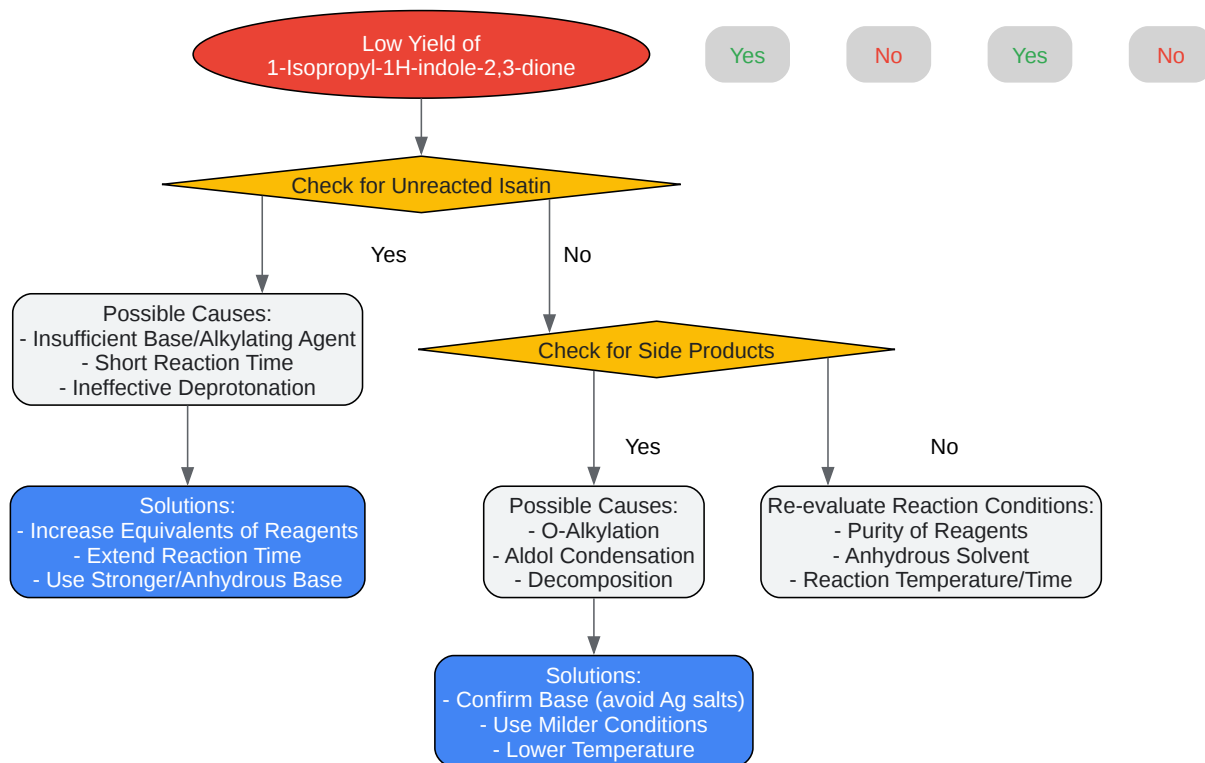 Low Yield of
1-Isopropyl-1H-indole-2,3-dione
Yes
No
Yes
No
Check for Unreacted Isatin
Yes
No
Possible Causes:
- Insufficient Base/Alkylating Agent
- Short Reaction Time
- Ineffective Deprotonation
Check for Side Products
Yes
No
Solutions:
- Increase Equivalents of Reagents
- Extend Reaction Time
- Use Stronger/Anhydrous Base
Possible Causes:
- O-Alkylation
- Aldol Condensation
- Decomposition
Re-evaluate Reaction Conditions:
- Purity of Reagents
- Anhydrous Solvent
- Reaction Temperature/Time
Solutions:
- Confirm Base (avoid Ag salts)
- Use Milder Conditions
- Lower Temperature